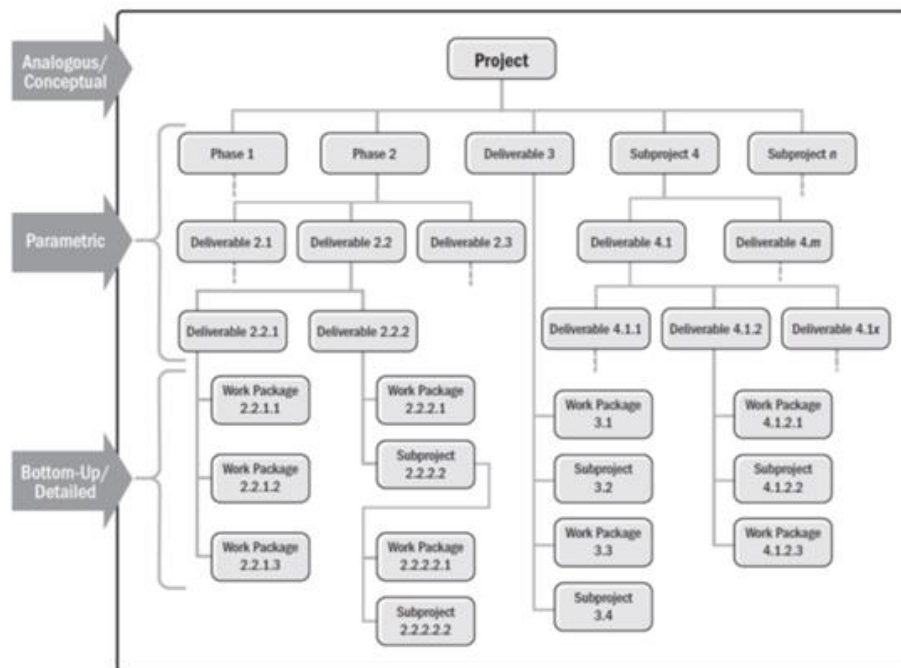 Analogous/
Conceptual
Project
Phase 1
Phase 2
Deliverable 3
Subproject 4
Subproject n
Parametric
Deliverable 2.1
Deliverable 2.2
Deliverable 2.3
Deliverable 4.1
Deliverable 4.m
Deliverable 2.2.1
Deliverable 2.2.2
Deliverable 4.1.1
Deliverable 4.1.2
Deliverable 4.1x
Bottom-Up/
Detailed
Work Package
2.2.1.1
Work Package
2.2.2.1
Work Package
3.1
Work Package
4.1.2.1
Work Package
2.2.1.2
Subproject
2.2.2.2
Subproject
3.2
Subproject
4.1.2.2
Work Package
2.2.1.3
Work Package
2.2.2.2.1
Work Package
3.3
Work Package
4.1.2.3
Subproject
2.2.2.2.2
Subproject
3.4